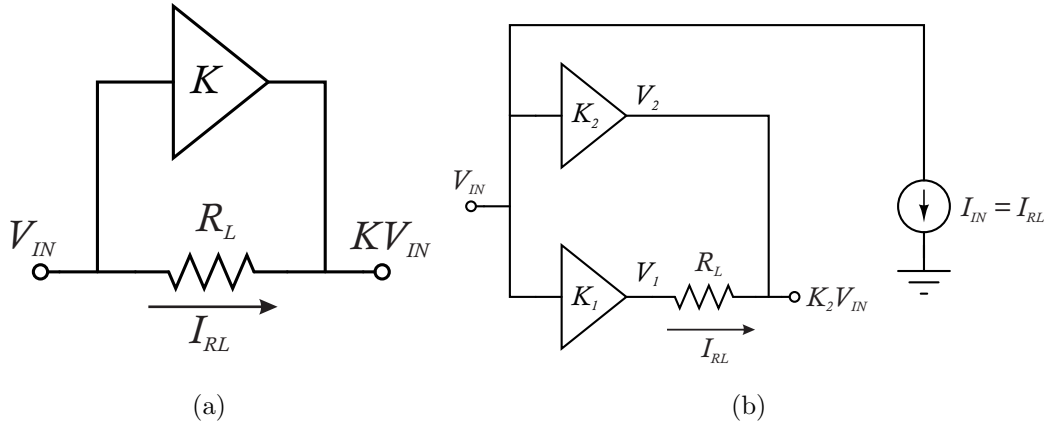 K
V_IN
R_L
KV_IN
I_RL
(a)
K_2
V_2
V_IN
I_IN = I_RL
K_1
V_1
R_L
K_2V_IN
I_RL
(b)